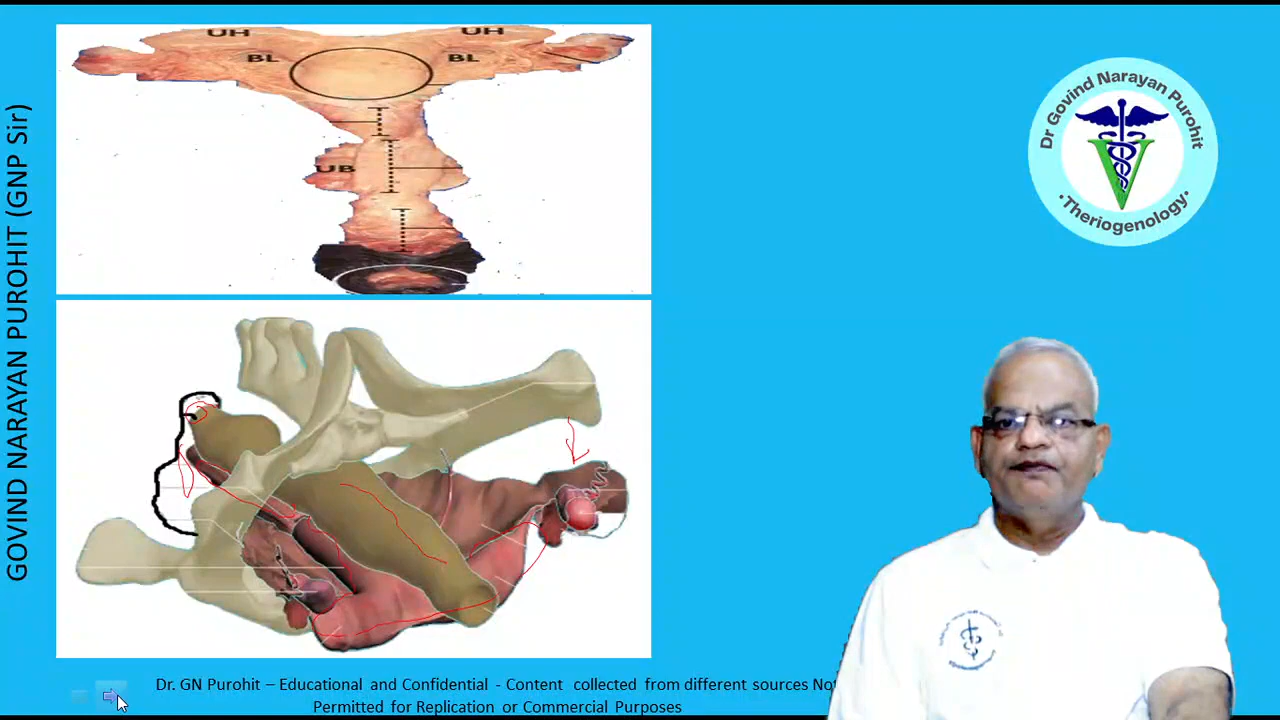 GOVIND NARAYAN PUROHIT (GNP Sir)
UH
UH
BL
BL
UB
Dr Govind Narayan Purohit
V
• Theriogenology •
Dr. GN Purohit – Educational and Confidential - Content collected from different sources
Permitted for Replication or Commercial Purposes